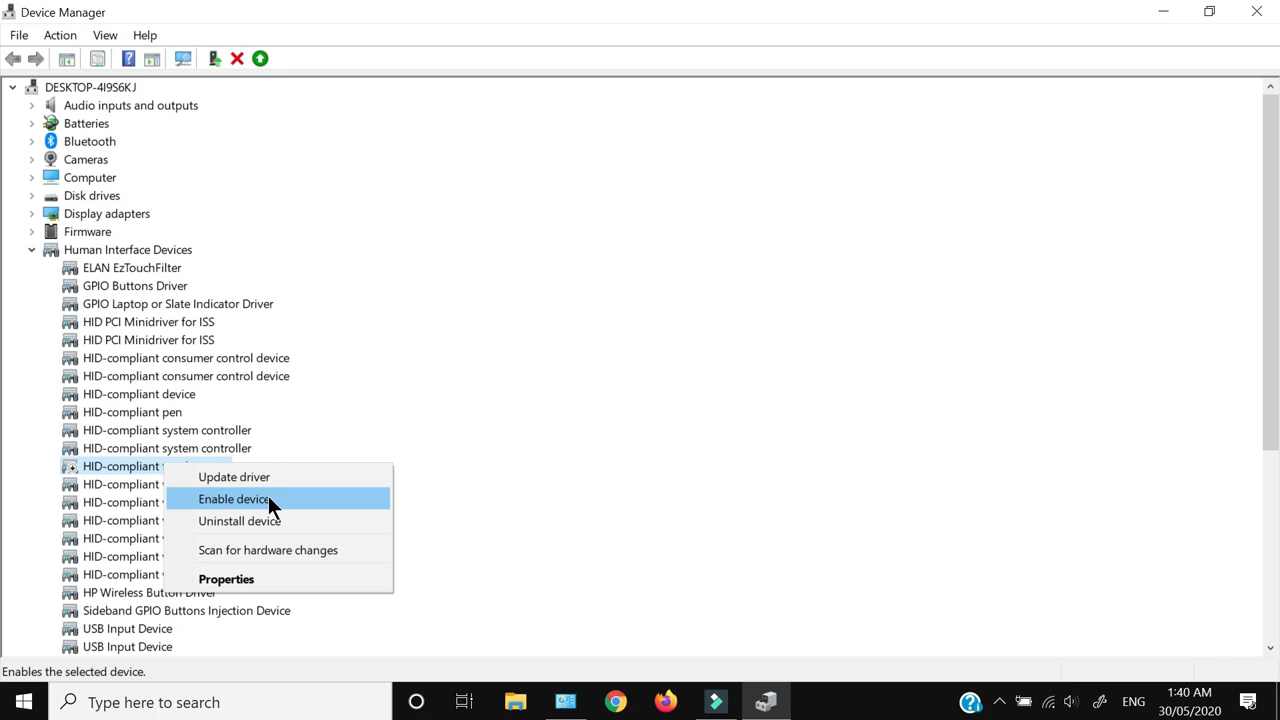 Device Manager
File Action View Help
DESKTOP-4I9S6KJ
Audio inputs and outputs
Batteries
Bluetooth
Cameras
Computer
Disk drives
Display adapters
Firmware
Human Interface Devices
ELAN EzTouchFilter
GPIO Buttons Driver
GPIO Laptop or Slate Indicator Driver
HID PCI Minidriver for ISS
HID PCI Minidriver for ISS
HID-compliant consumer control device
HID-compliant consumer control device
HID-compliant device
HID-compliant pen
HID-compliant system controller
HID-compliant system controller
HID-compliant
HID-compliant
HID-compliant
HID-compliant
HID-compliant
HID-compliant
HID-compliant
HP Wireless Button Driver
Sideband GPIO Buttons Injection Device
USB Input Device
USB Input Device
Update driver
Enable device
Uninstall device
Scan for hardware changes
Properties
Enables the selected device.
Type here to search
ENG
1:40 AM
30/05/2020